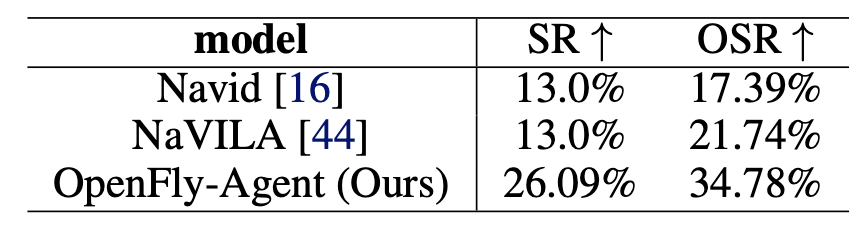 model SR ↑ OSR ↑
Navid [16] 13.0% 17.39%
NaVILA [44] 13.0% 21.74%
OpenFly-Agent (Ours) 26.09% 34.78%